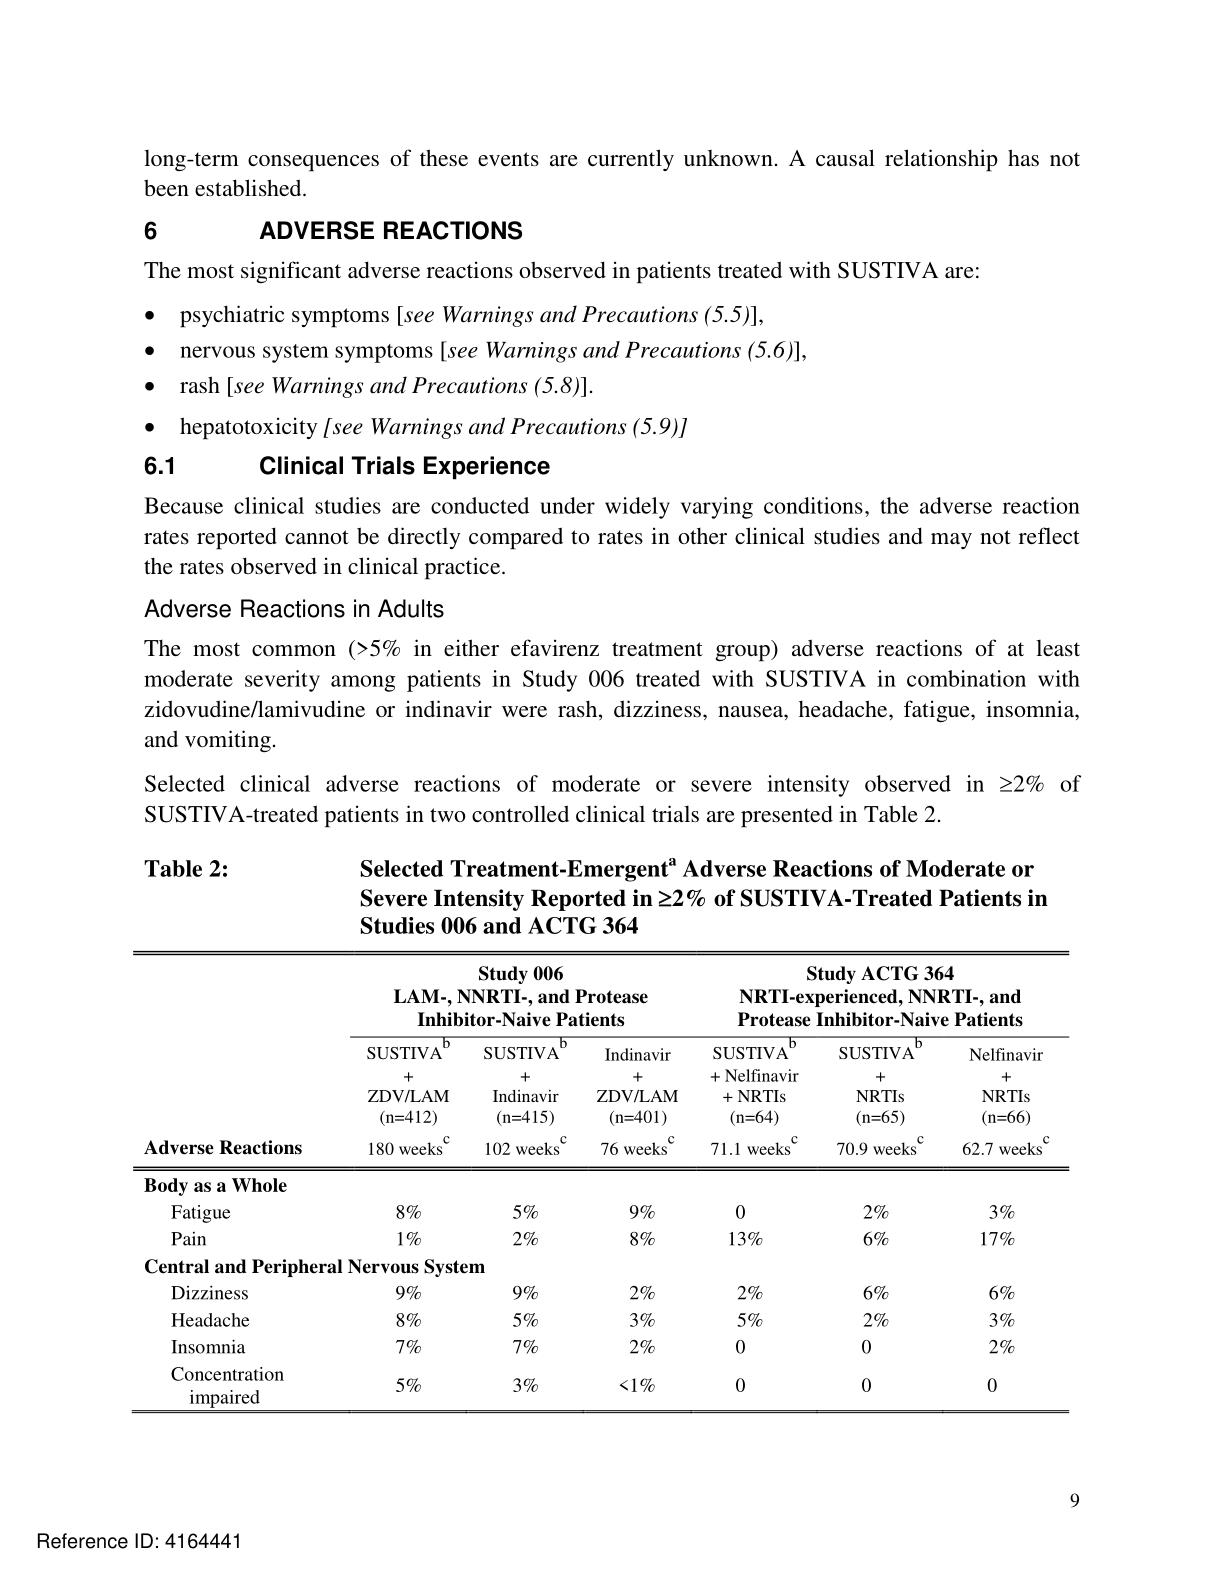 long-term consequences of these events are currently unknown. A causal relationship has not
been established.
6 ADVERSE REACTIONS
The most significant adverse reactions observed in patients treated with SUSTIVA are:
• psychiatric symptoms [see Warnings and Precautions (5.5)],
• nervous system symptoms [see Warnings and Precautions (5.6)],
• rash [see Warnings and Precautions (5.8)].
• hepatotoxicity [see Warnings and Precautions (5.9)]
6.1 Clinical Trials Experience
Because clinical studies are conducted under widely varying conditions, the adverse reaction
rates reported cannot be directly compared to rates in other clinical studies and may not reflect
the rates observed in clinical practice.
Adverse Reactions in Adults
The most common (>5% in either efavirenz treatment group) adverse reactions of at least
moderate severity among patients in Study 006 treated with SUSTIVA in combination with
zidovudine/lamivudine or indinavir were rash, dizziness, nausea, headache, fatigue, insomnia,
and vomiting.
Selected clinical adverse reactions of moderate or severe intensity observed in ≥2% of
SUSTIVA-treated patients in two controlled clinical trials are presented in Table 2.
Table 2: Selected Treatment-Emergent^a Adverse Reactions of Moderate or
Severe Intensity Reported in ≥2% of SUSTIVA-Treated Patients in
Studies 006 and ACTG 364
Study 006 Study ACTG 364
LAM-, NNRTI-, and Protease NRTI-experienced, NNRTI-, and
Inhibitor-Naive Patients Protease Inhibitor-Naive Patients
SUSTIVA^b SUSTIVA^b Indinavir SUSTIVA^b SUSTIVA^b Nelfinavir
+ + + + Nelfinavir + +
ZDV/LAM Indinavir ZDV/LAM + NRTIs NRTIs NRTIs
(n=412) (n=415) (n=401) (n=64) (n=65) (n=66)
Adverse Reactions 180 weeks^c 102 weeks^c 76 weeks^c 71.1 weeks^c 70.9 weeks^c 62.7 weeks^c
Body as a Whole
Fatigue 8% 5% 9% 0 2% 3%
Pain 1% 2% 8% 13% 6% 17%
Central and Peripheral Nervous System
Dizziness 9% 9% 2% 2% 6% 6%
Headache 8% 5% 3% 5% 2% 3%
Insomnia 7% 7% 2% 0 0 2%
Concentration
impaired 5% 3% <1% 0 0 0
9
Reference ID: 4164441